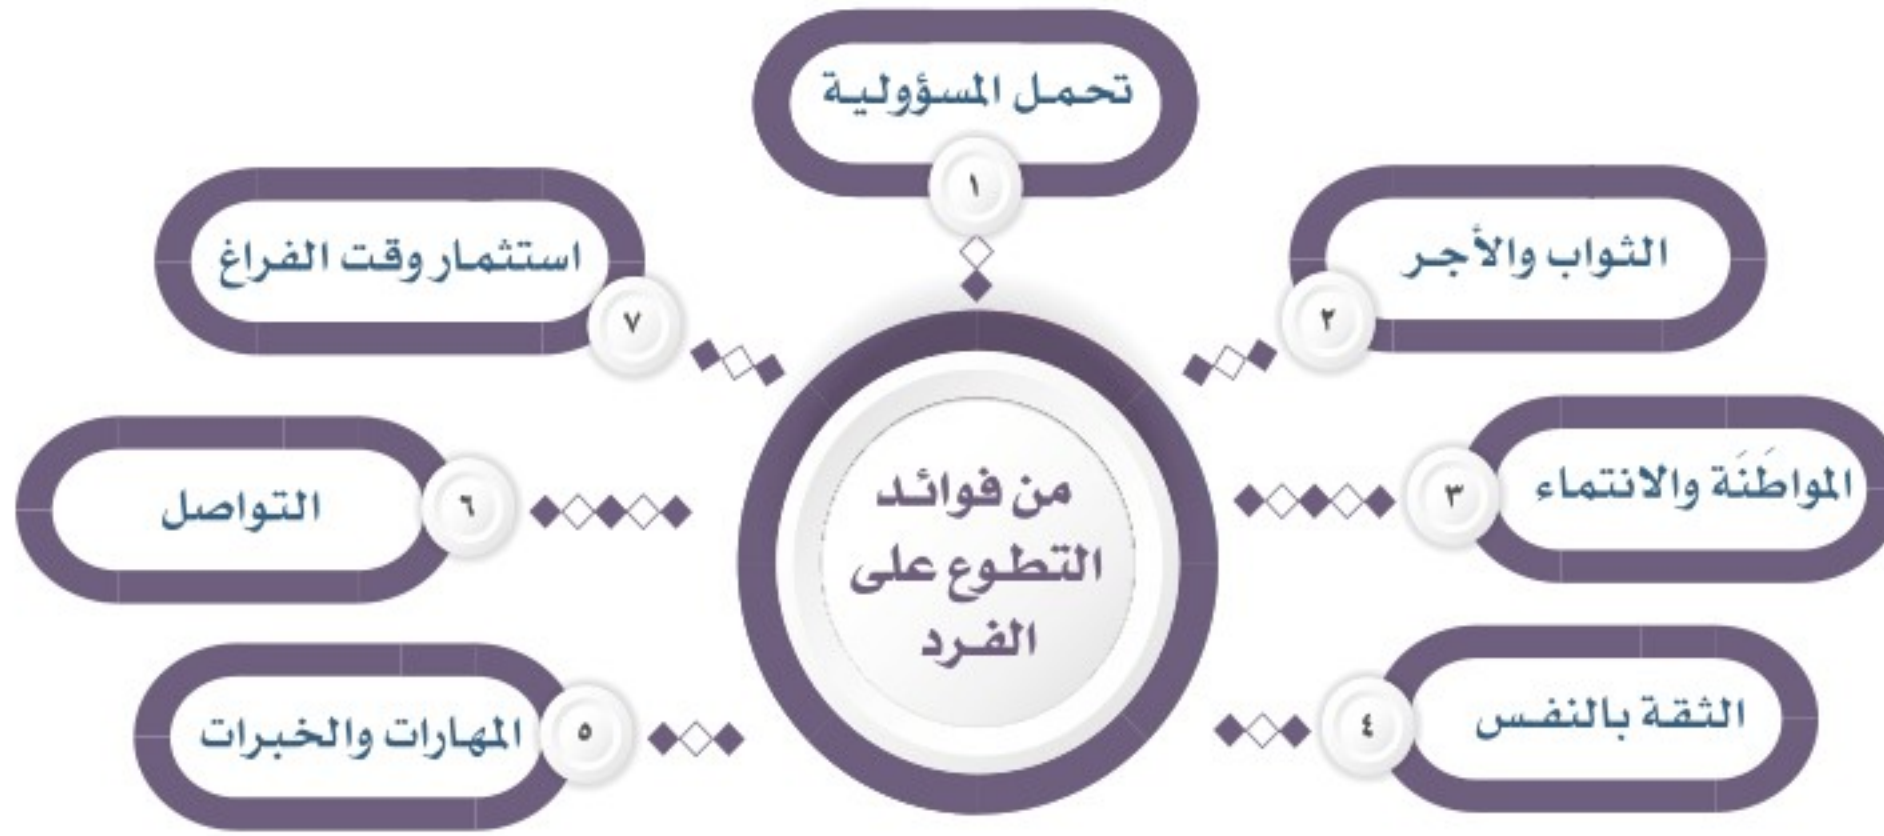 من فوائد
التطوع على
الفرد
تحمل المسؤولية
١
الثواب والأجر
٢
المواطَنَة والانتماء
٣
الثقة بالنفس
٤
المهارات والخبرات
٥
التواصل
٦
استثمار وقت الفراغ
٧